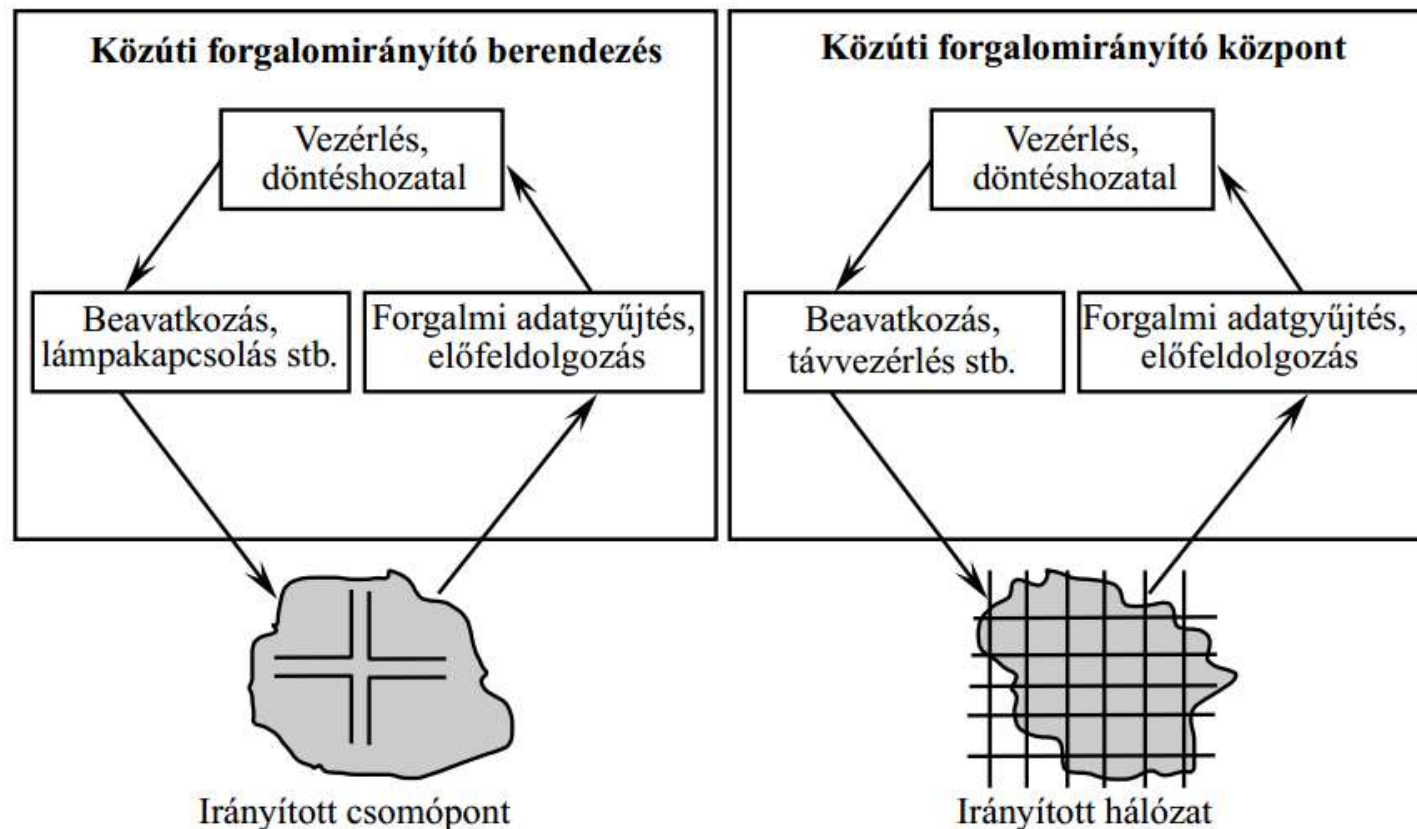 Közúti forgalomirányító berendezés
Vezérlés,
döntéshozatal
Beavatkozás,
lámpakapcsolás stb.
Forgalmi adatgyűjtés,
előfeldolgozás
Irányított csomópont
Közúti forgalomirányító központ
Vezérlés,
döntéshozatal
Beavatkozás,
távvezérlés stb.
Forgalmi adatgyűjtés,
előfeldolgozás
Irányított hálózat